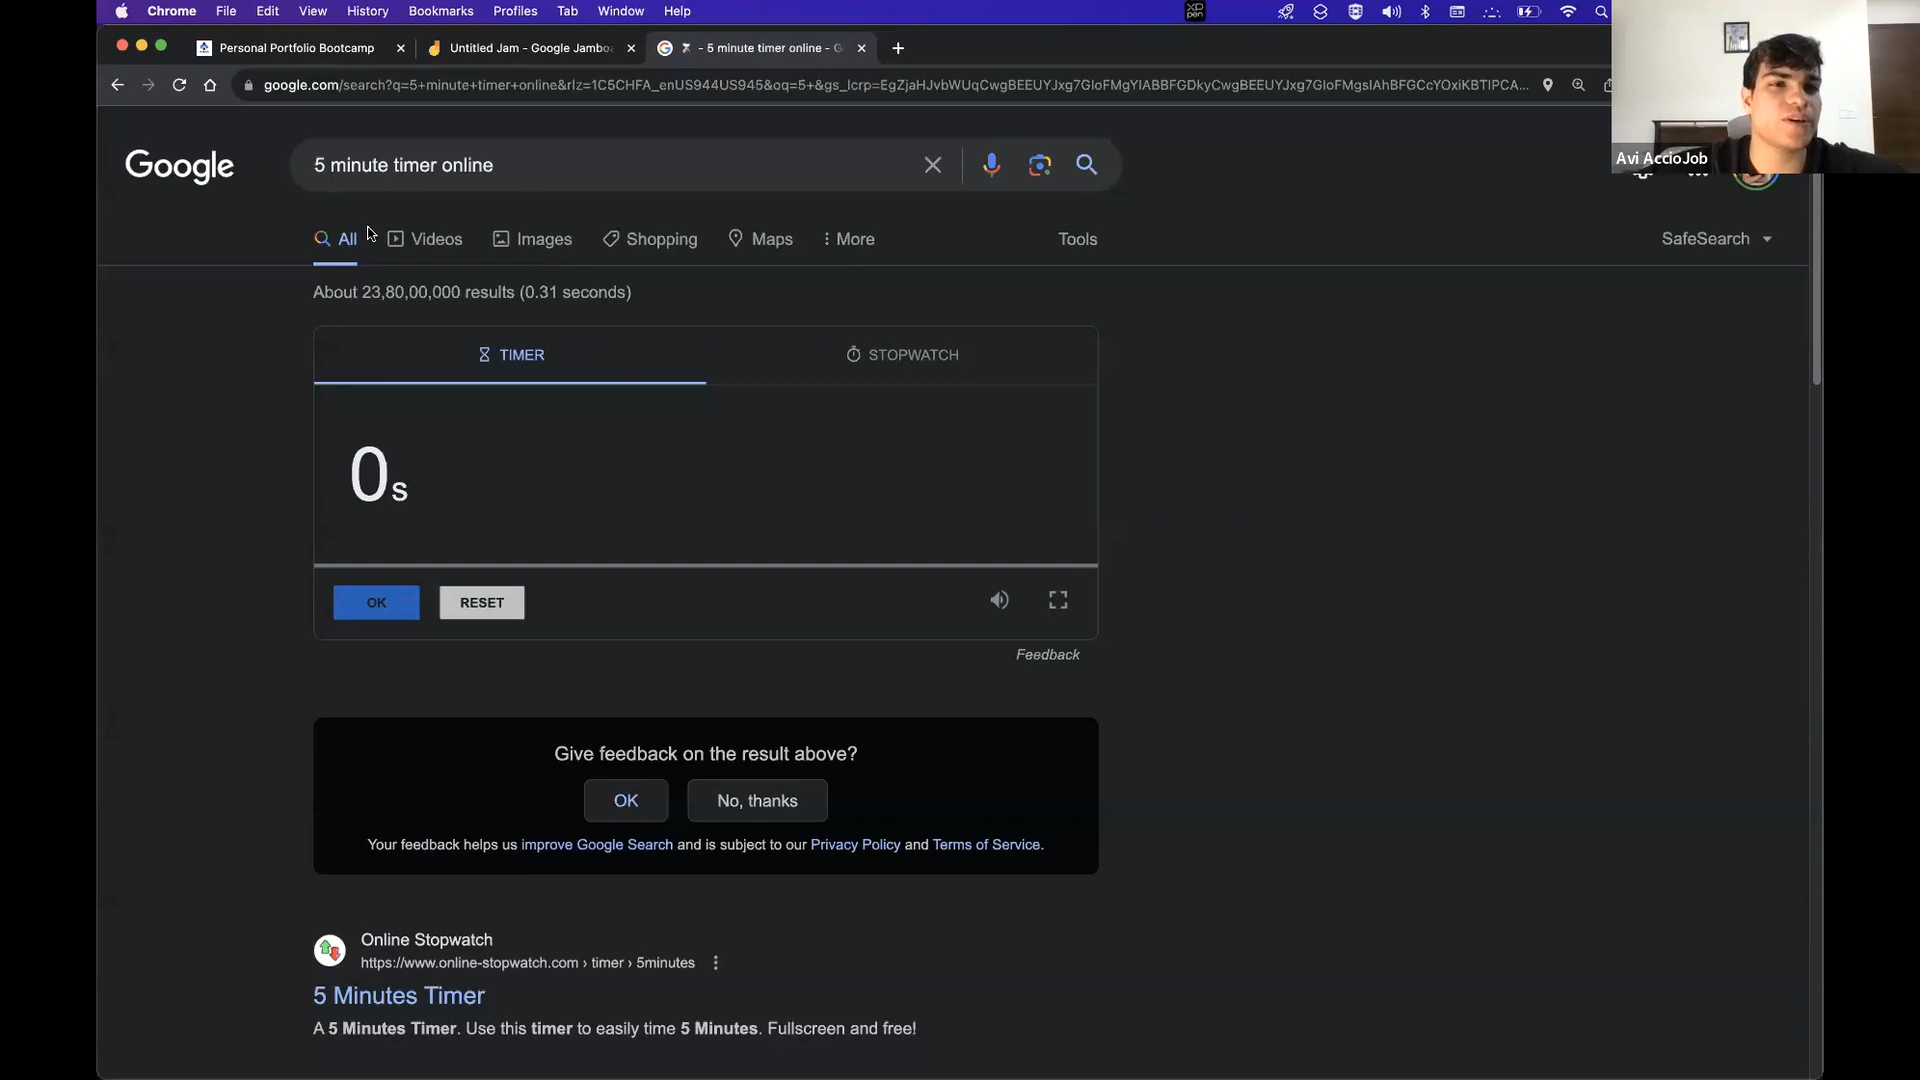 Chrome File Edit View History Bookmarks Profiles Tab Window Help
XD
pen
Personal Portfolio Bootcamp
Untitled Jam - Google Jamboa
- 5 minute timer online - G
google.com/search?q=5+minute+timer+online&rlz=1C5CHFA_enUS944US945&oq=5+&gs_lcrp=EgZjaHJvbWUqCwgBEEUYJxg7GIoFMgYIABBFGDkyCwgBEEUYJxg7GIoFMgsIAhBFGCcYOxiKBTIPCA...
Avi AccioJob
Google
5 minute timer online
All Videos Images Shopping Maps More Tools SafeSearch
About 23,80,00,000 results (0.31 seconds)
TIMER STOPWATCH
0s
OK RESET
Feedback
Give feedback on the result above?
OK No, thanks
Your feedback helps us improve Google Search and is subject to our Privacy Policy and Terms of Service.
Online Stopwatch
https://www.online-stopwatch.com › timer › 5minutes
5 Minutes Timer
A 5 Minutes Timer. Use this timer to easily time 5 Minutes. Fullscreen and free!